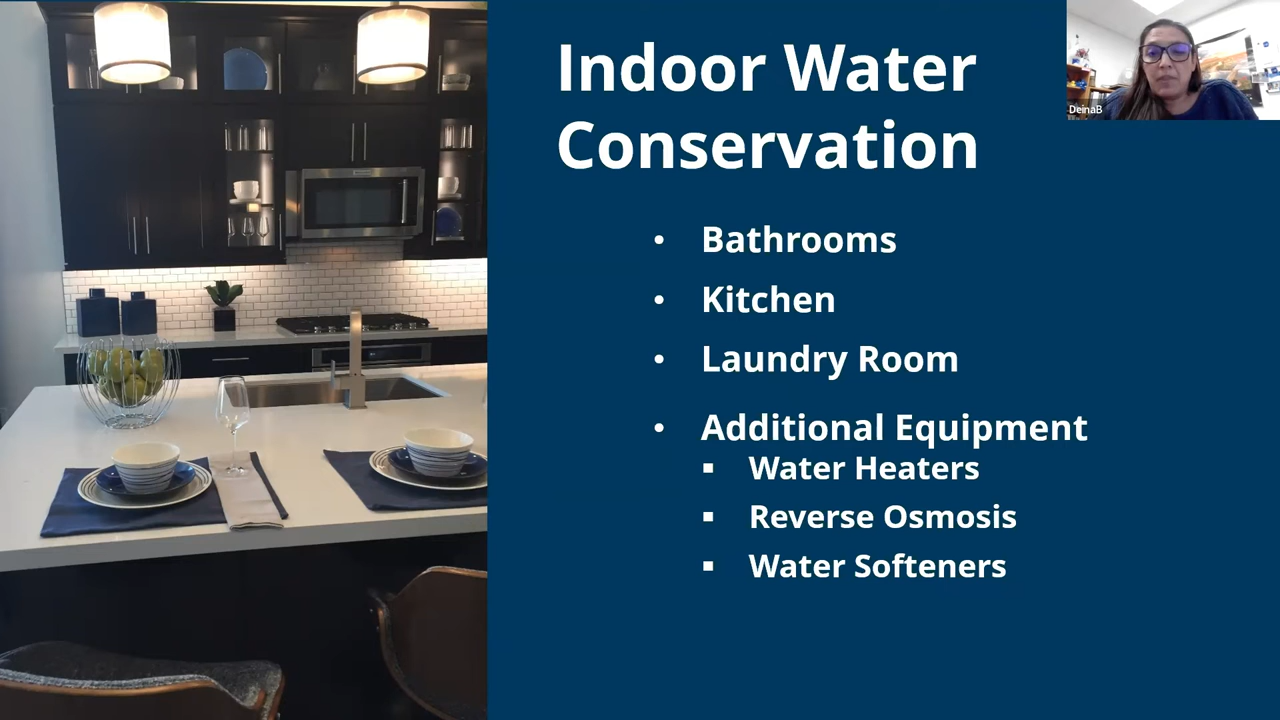 Indoor Water
Conservation
• Bathrooms
• Kitchen
• Laundry Room
• Additional Equipment
▪ Water Heaters
▪ Reverse Osmosis
▪ Water Softeners
DeinaB